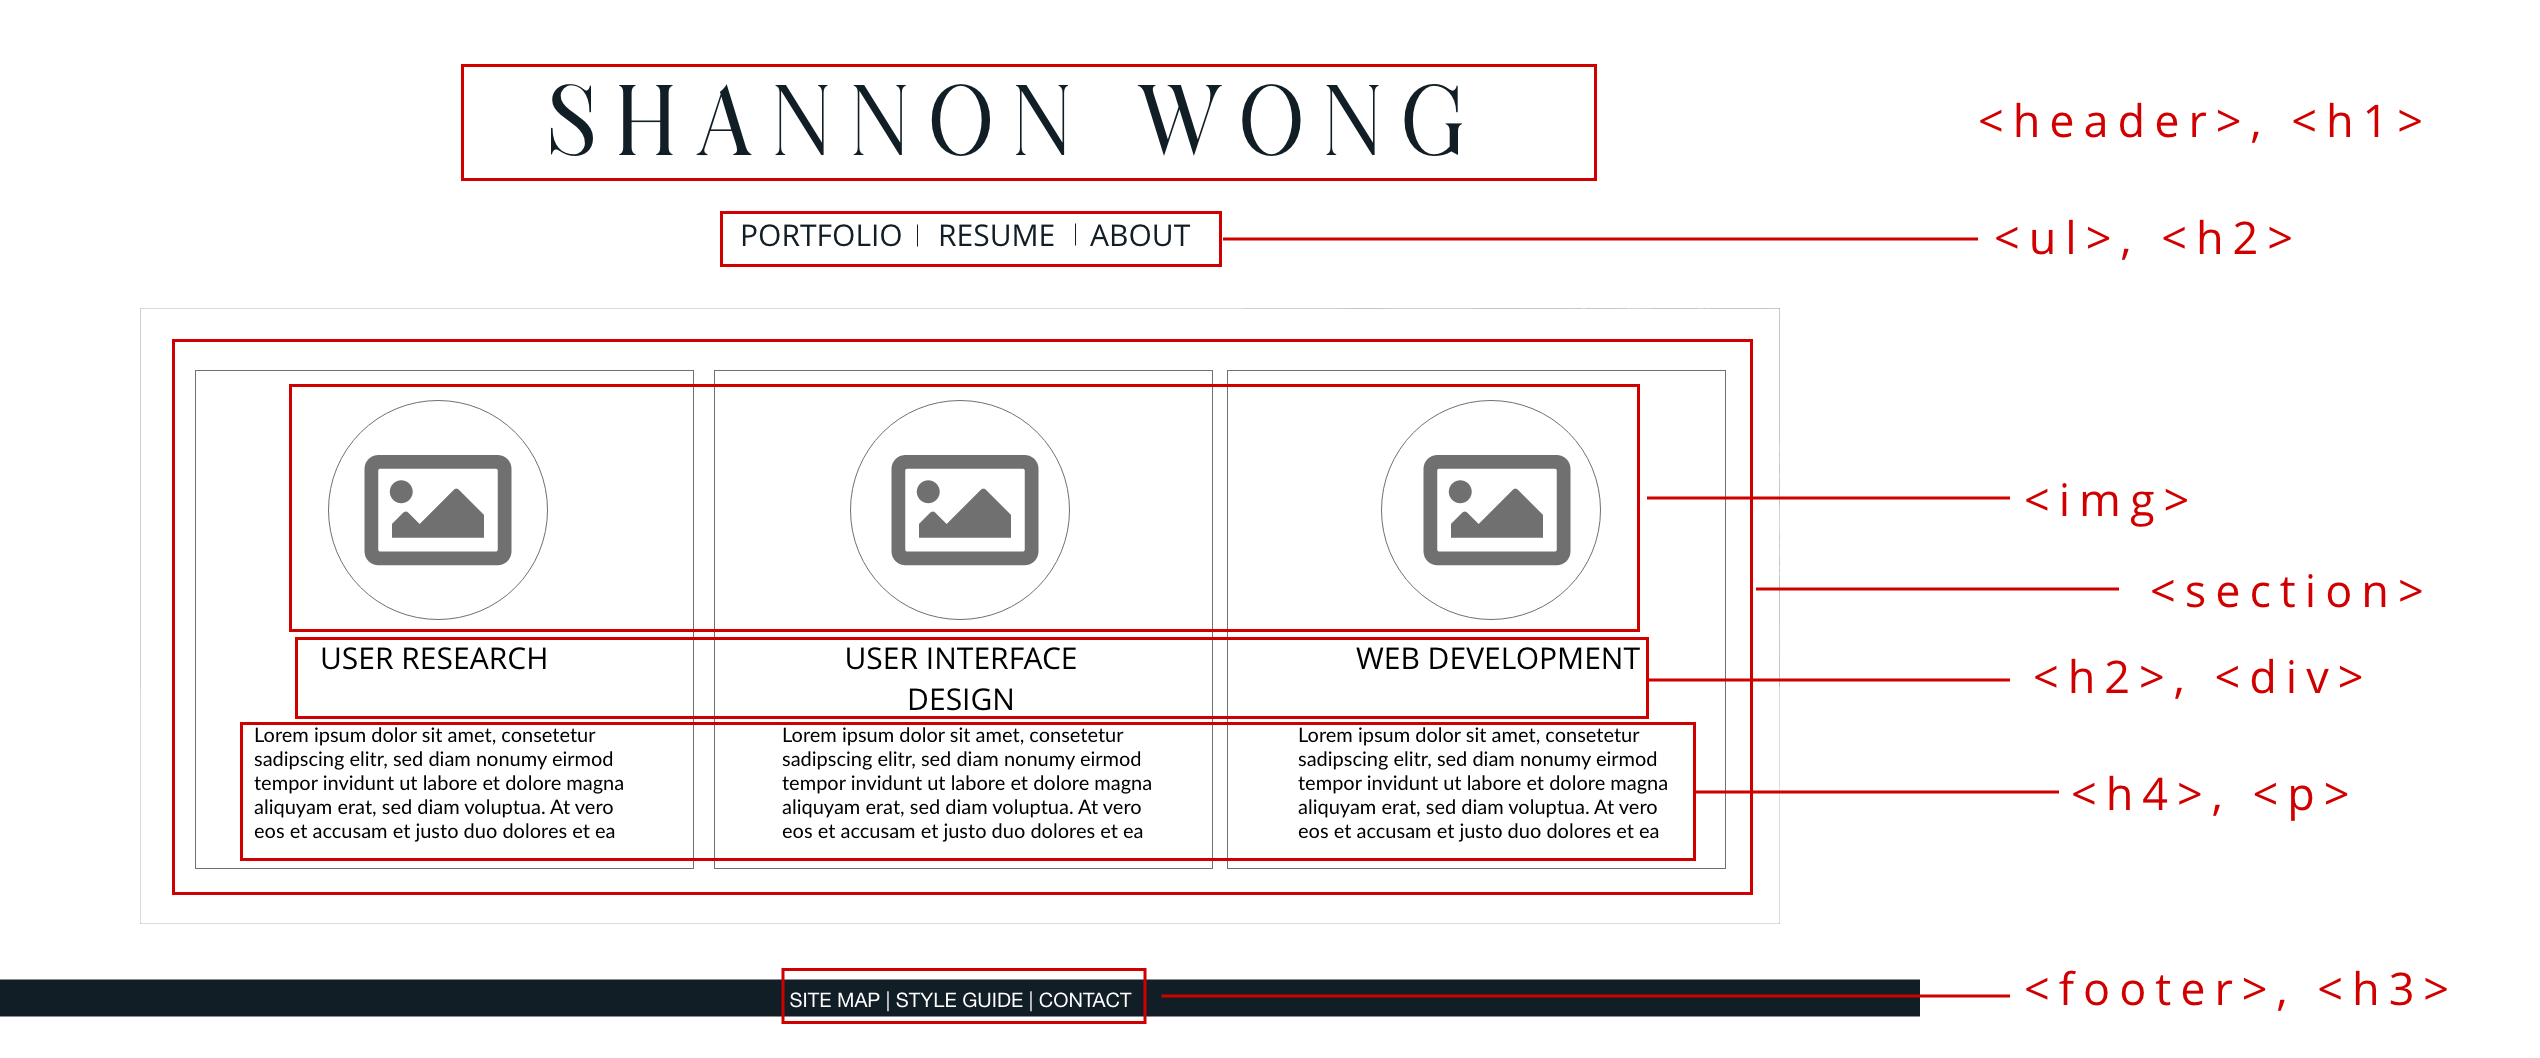 SHANNON WONG
<header>, <h1>
PORTFOLIO | RESUME | ABOUT
<ul>, <h2>
<img>
<section>
USER RESEARCH
USER INTERFACE
DESIGN
WEB DEVELOPMENT
<h2>, <div>
Lorem ipsum dolor sit amet, consetetur
sadipscing elitr, sed diam nonumy eirmod
tempor invidunt ut labore et dolore magna
aliquyam erat, sed diam voluptua. At vero
eos et accusam et justo duo dolores et ea
Lorem ipsum dolor sit amet, consetetur
sadipscing elitr, sed diam nonumy eirmod
tempor invidunt ut labore et dolore magna
aliquyam erat, sed diam voluptua. At vero
eos et accusam et justo duo dolores et ea
Lorem ipsum dolor sit amet, consetetur
sadipscing elitr, sed diam nonumy eirmod
tempor invidunt ut labore et dolore magna
aliquyam erat, sed diam voluptua. At vero
eos et accusam et justo duo dolores et ea
<h4>, <p>
SITE MAP | STYLE GUIDE | CONTACT
<footer>, <h3>